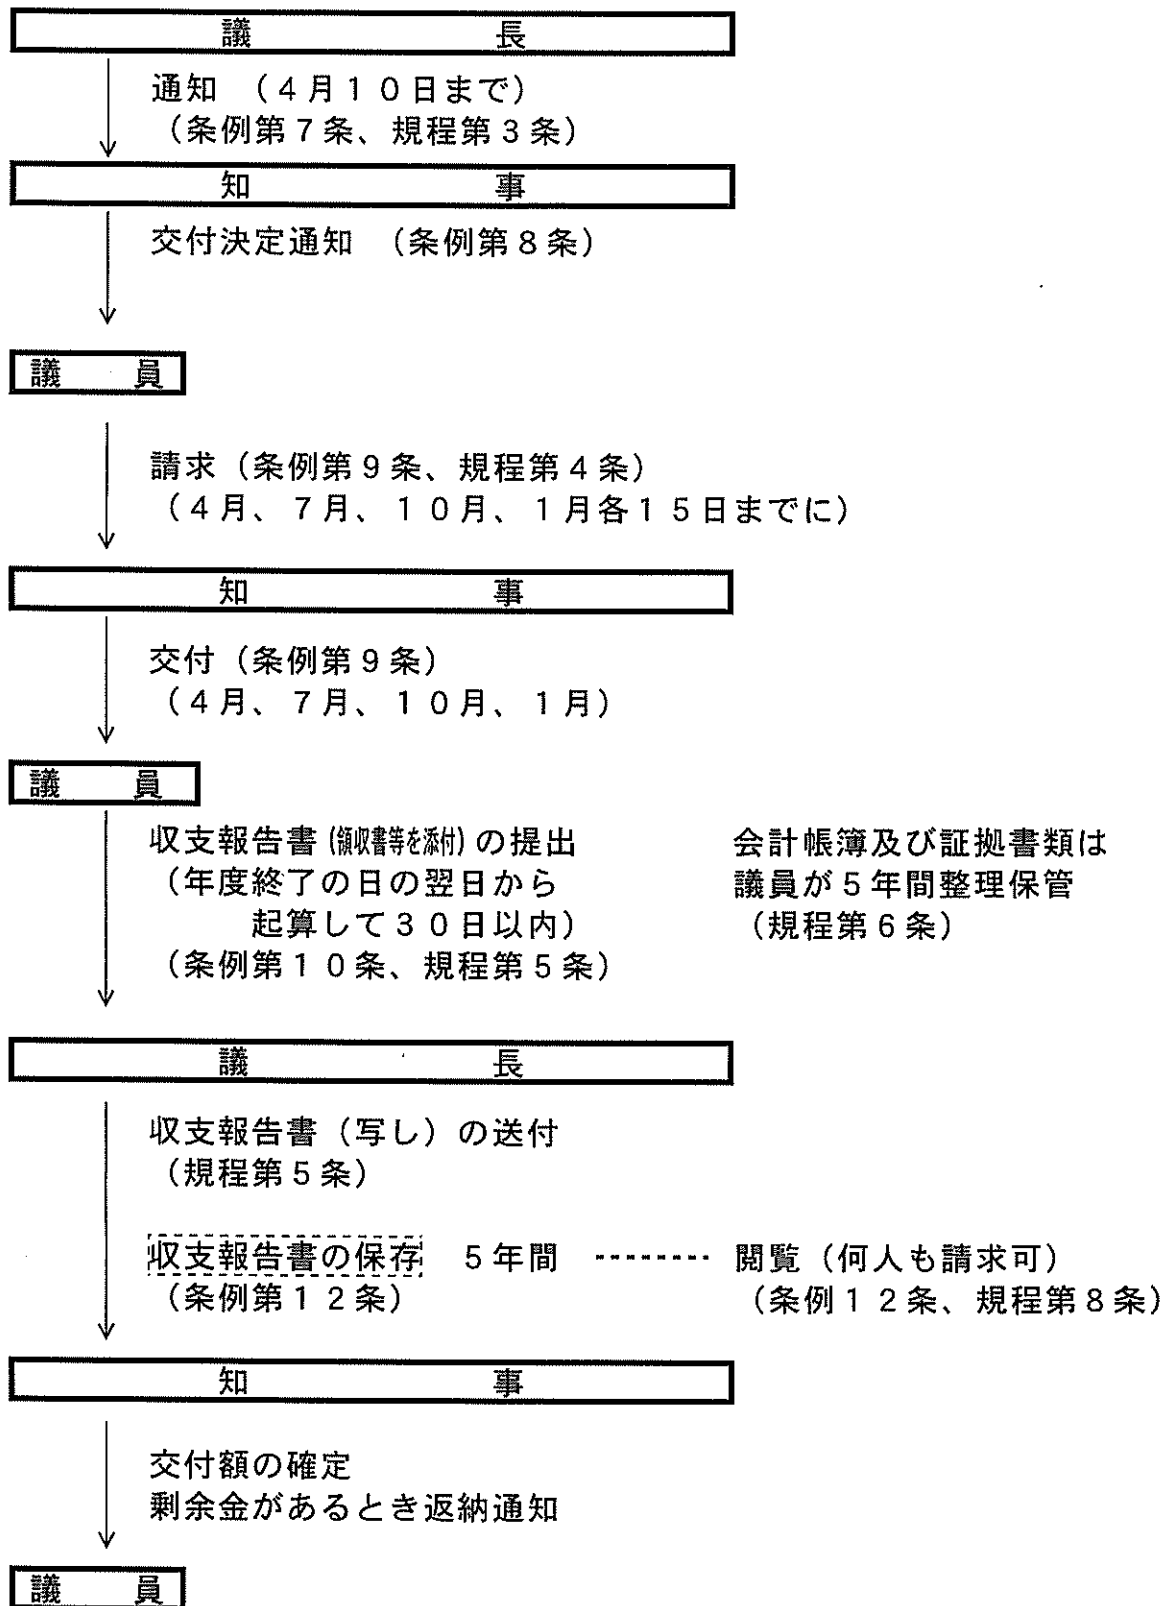 議　長
通知　（４月１０日まで）
（条例第７条、規程第３条）
知　事
交付決定通知　（条例第８条）
議　員
請求（条例第９条、規程第４条）
（４月、７月、１０月、１月各１５日までに）
知　事
交付（条例第９条）
（４月、７月、１０月、１月）
議　員
収支報告書(領収書等を添付)の提出
（年度終了の日の翌日から
起算して３０日以内）
（条例第１０条、規程第５条）
会計帳簿及び証拠書類は
議員が５年間整理保管
（規程第６条）
議　長
収支報告書（写し）の送付
（規程第５条）
収支報告書の保存　５年間　--------　閲覧（何人も請求可）
（条例第１２条）　（条例１２条、規程第８条）
知　事
交付額の確定
剰余金があるとき返納通知
議　員